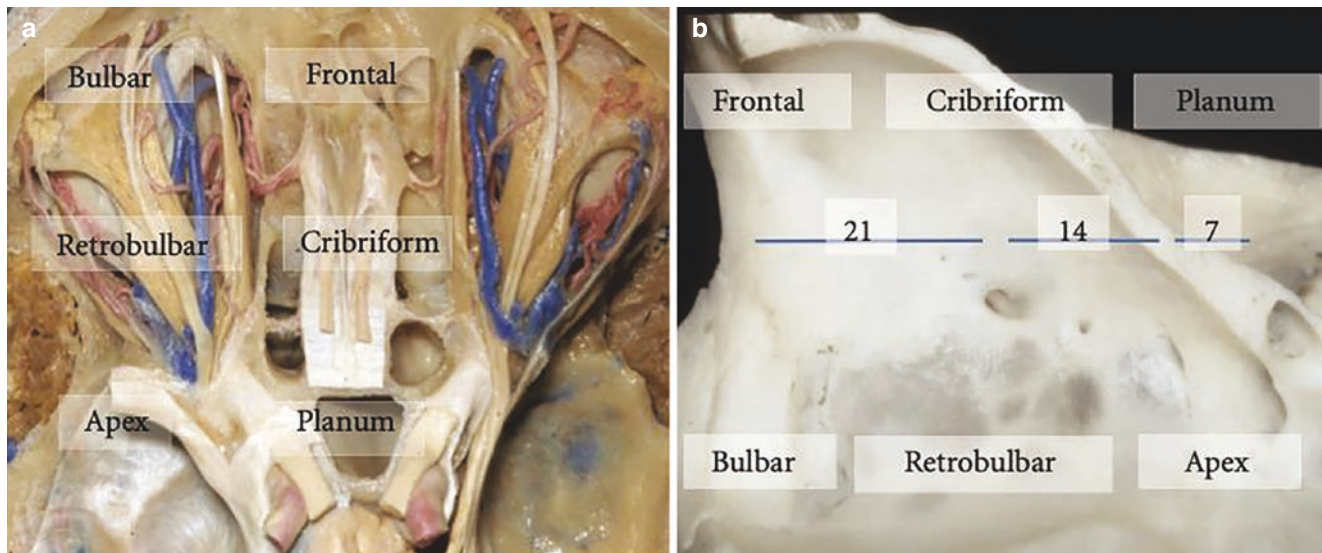 a
Bulbar
Frontal
Retrobulbar
Cribriform
Apex
Planum
b
Frontal
Cribriform
Planum
21
14
7
Bulbar
Retrobulbar
Apex